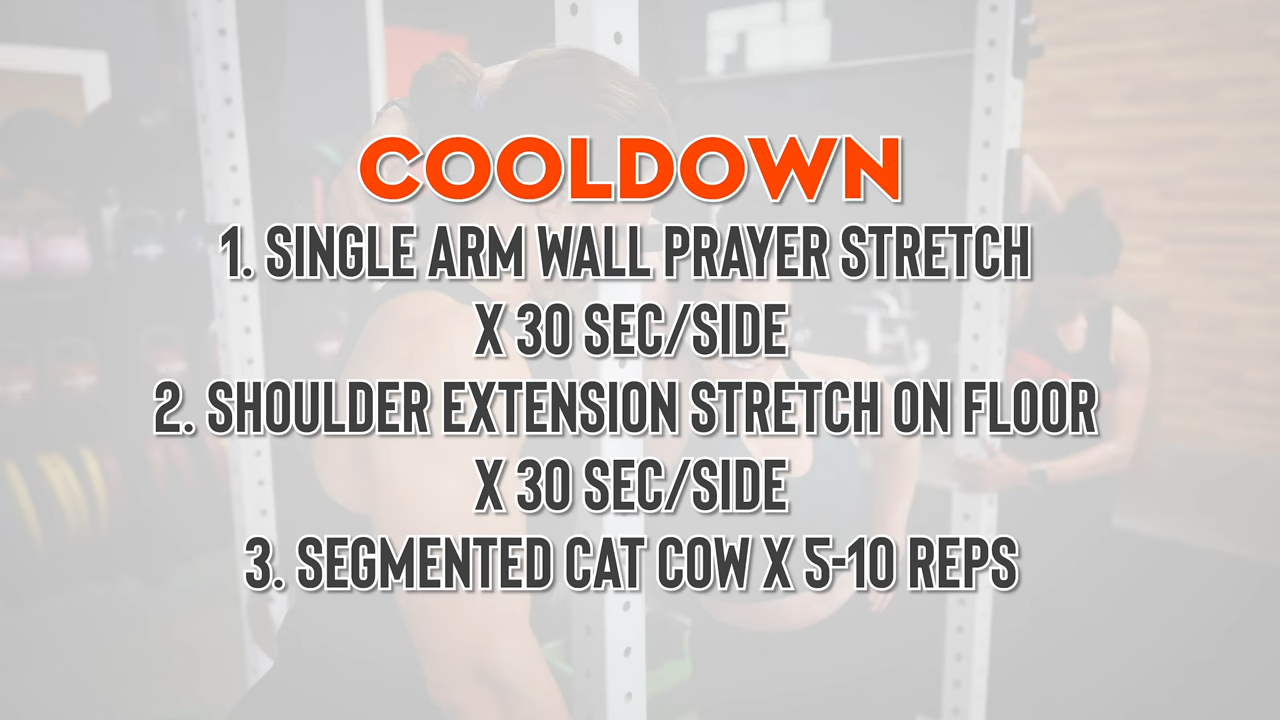 COOLDOWN
1. SINGLE ARM WALL PRAYER STRETCH
X 30 SEC/SIDE
2. SHOULDER EXTENSION STRETCH ON FLOOR
X 30 SEC/SIDE
3. SEGMENTED CAT COW X 5-10 REPS